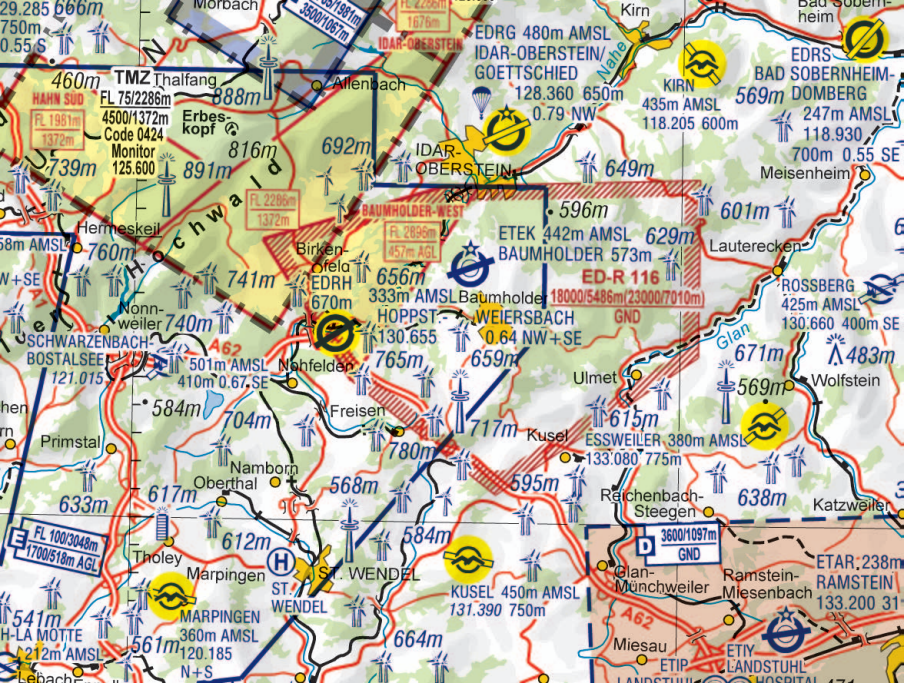 29.285 666m
750m
0.55 S
Morbach
3500/1067m
FL 2286m
1676m
IDAR-OBERSTEIN
Kirn
Bad Sobern-
heim
EDRG 480m AMSL
IDAR-OBERSTEIN/
GOETTSCHIED
128.360 650m
0.79 NW
Nahe
KIRN
435m AMSL
118.205 600m
EDRS
BAD SOBERNHEIM-
DOMBERG
247m AMSL
118.930
700m 0.55 SE
569m
Meisenheim
460m
TMZ
FL 75/2286m
4500/1372m
Code 0424
Monitor
125.600
Thalfang
888m
Allenbach
HAHN SÜD
FL 1981m
1372m
Erbes-
kopf
816m
692m
739m
891m
Hochwald
IDAR-
OBERSTEIN
649m
FL 2286
1372m
BAUMHOLDER-WEST
FL 2896m
457m AGL
596m
601m
629m
Hermeskeil
58m AMSL
760m
Birken-
feld
ETEK 442m AMSL
BAUMHOLDER 573m
Lauterecken
W+SE
741m
EDRH
670m
656m
333m AMSL
HOPPST.
130.655
Baumholder
WEIERSBACH
0.64 NW+SE
ED-R 116
18000/5486m(23000/7010m)
GND
ROSSBERG
425m AMSL
130.660 400m SE
Nonn-
weiler
740m
A62
SCHWARZENBACH
BOSTALSEE
121.015
501m AMSL
410m 0.67 SE
Nohfelden
765m
659m
Glan
671m
483m
Ulmet
569m
Wolfstein
584m
704m
Freisen
615m
717m
Kusel
ESSWEILER 380m AMSL
133.080 775m
Primstal
780m
Namborn
Oberthal
568m
595m
Reichenbach-
Steegen
638m
Katzweiler
633m
617m
612m
584m
E
FL 100/3048m
1700/518m AGL
Tholey
Marpingen
H
ST.
WENDEL
ST. WENDEL
KUSEL 450m AMSL
131.390 750m
D
3600/1097m
GND
Glan-
Münchweiler
Ramstein-
Miesenbach
ETAR 238m
RAMSTEIN
133.200 31
A62
541m
H-LA MOTTE
212m AMSL
561m
MARPINGEN
360m AMSL
120.185
N+S
664m
Miesau
ETIP
LANDSTUHL
ETIY
LANDSTUHL
HOSPITAL
Lebach